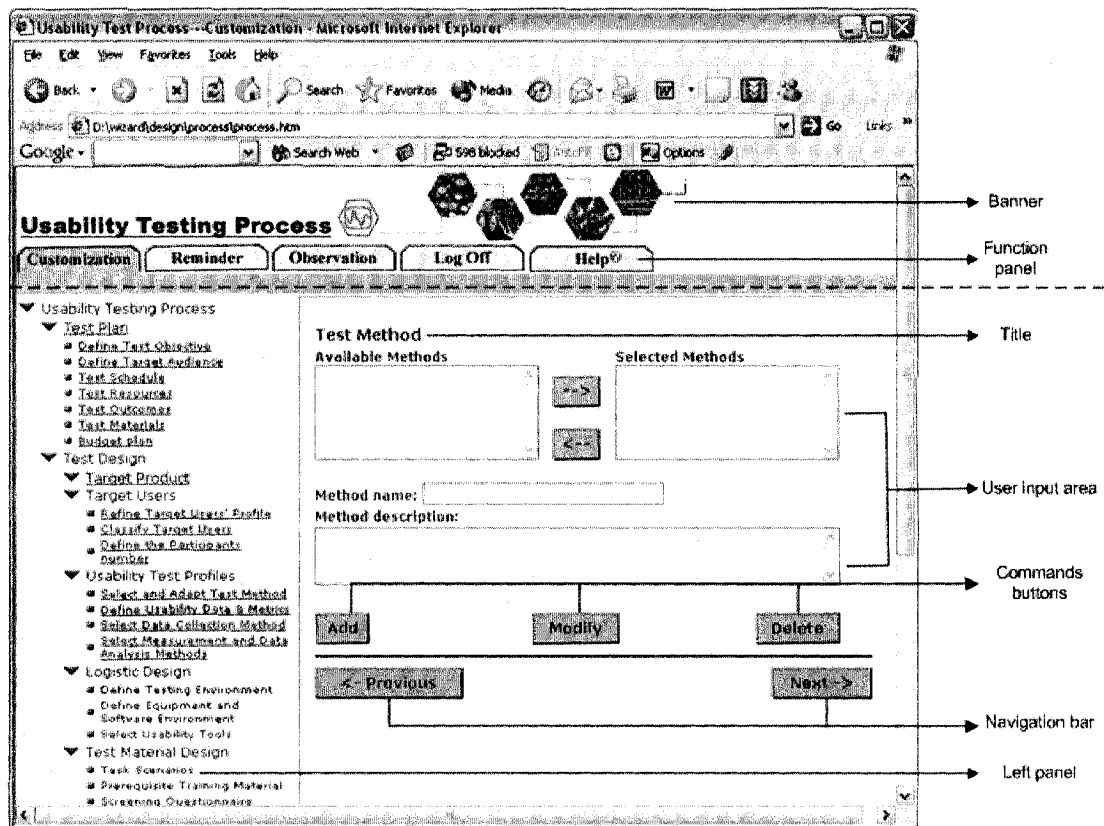 Usability Test Process---Customization - Microsoft Internet Explorer
File Edit View Favorites Tools Help
Back Search Favorites Media
Address D:\wizard\design\process\process.htm Go Links »
Google Search Web 598 blocked Options
Usability Testing Process
Banner
Customization Reminder Observation Log Off Help
Function
panel
Usability Testing Process
Test Plan
Define Test Objective
Define Target Audience
Test Schedule
Test Resources
Test Outcomes
Test Materials
Budget plan
Test Design
Target Product
Target Users
Define Target Users' Profile
Classify Target Users
Define the Participants
number
Usability Test Profiles
Select and Adapt Test Method
Define Usability Data & Metrics
Select Data Collection Method
Select Measurement and Data
Analysis Methods
Logistic Design
Define Testing Environment
Define Equipment and
Software Environment
Select Usability Tools
Test Material Design
Task Scenarios
Prerequisite Training Material
Screening Questionnaire
Test Method
Title
Available Methods Selected Methods
-->
<--
User input area
Method name:
Method description:
Commands
buttons
Add Modify Delete
<- Previous Next ->
Navigation bar
Left panel